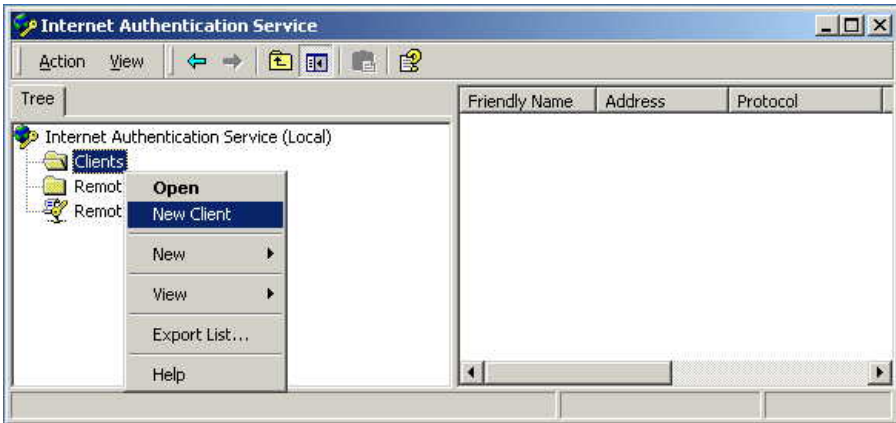 Internet Authentication Service
Action View
Tree
Friendly Name Address Protocol
Internet Authentication Service (Local)
Clients
Remot
Remot
Open
New Client
New
View
Export List...
Help